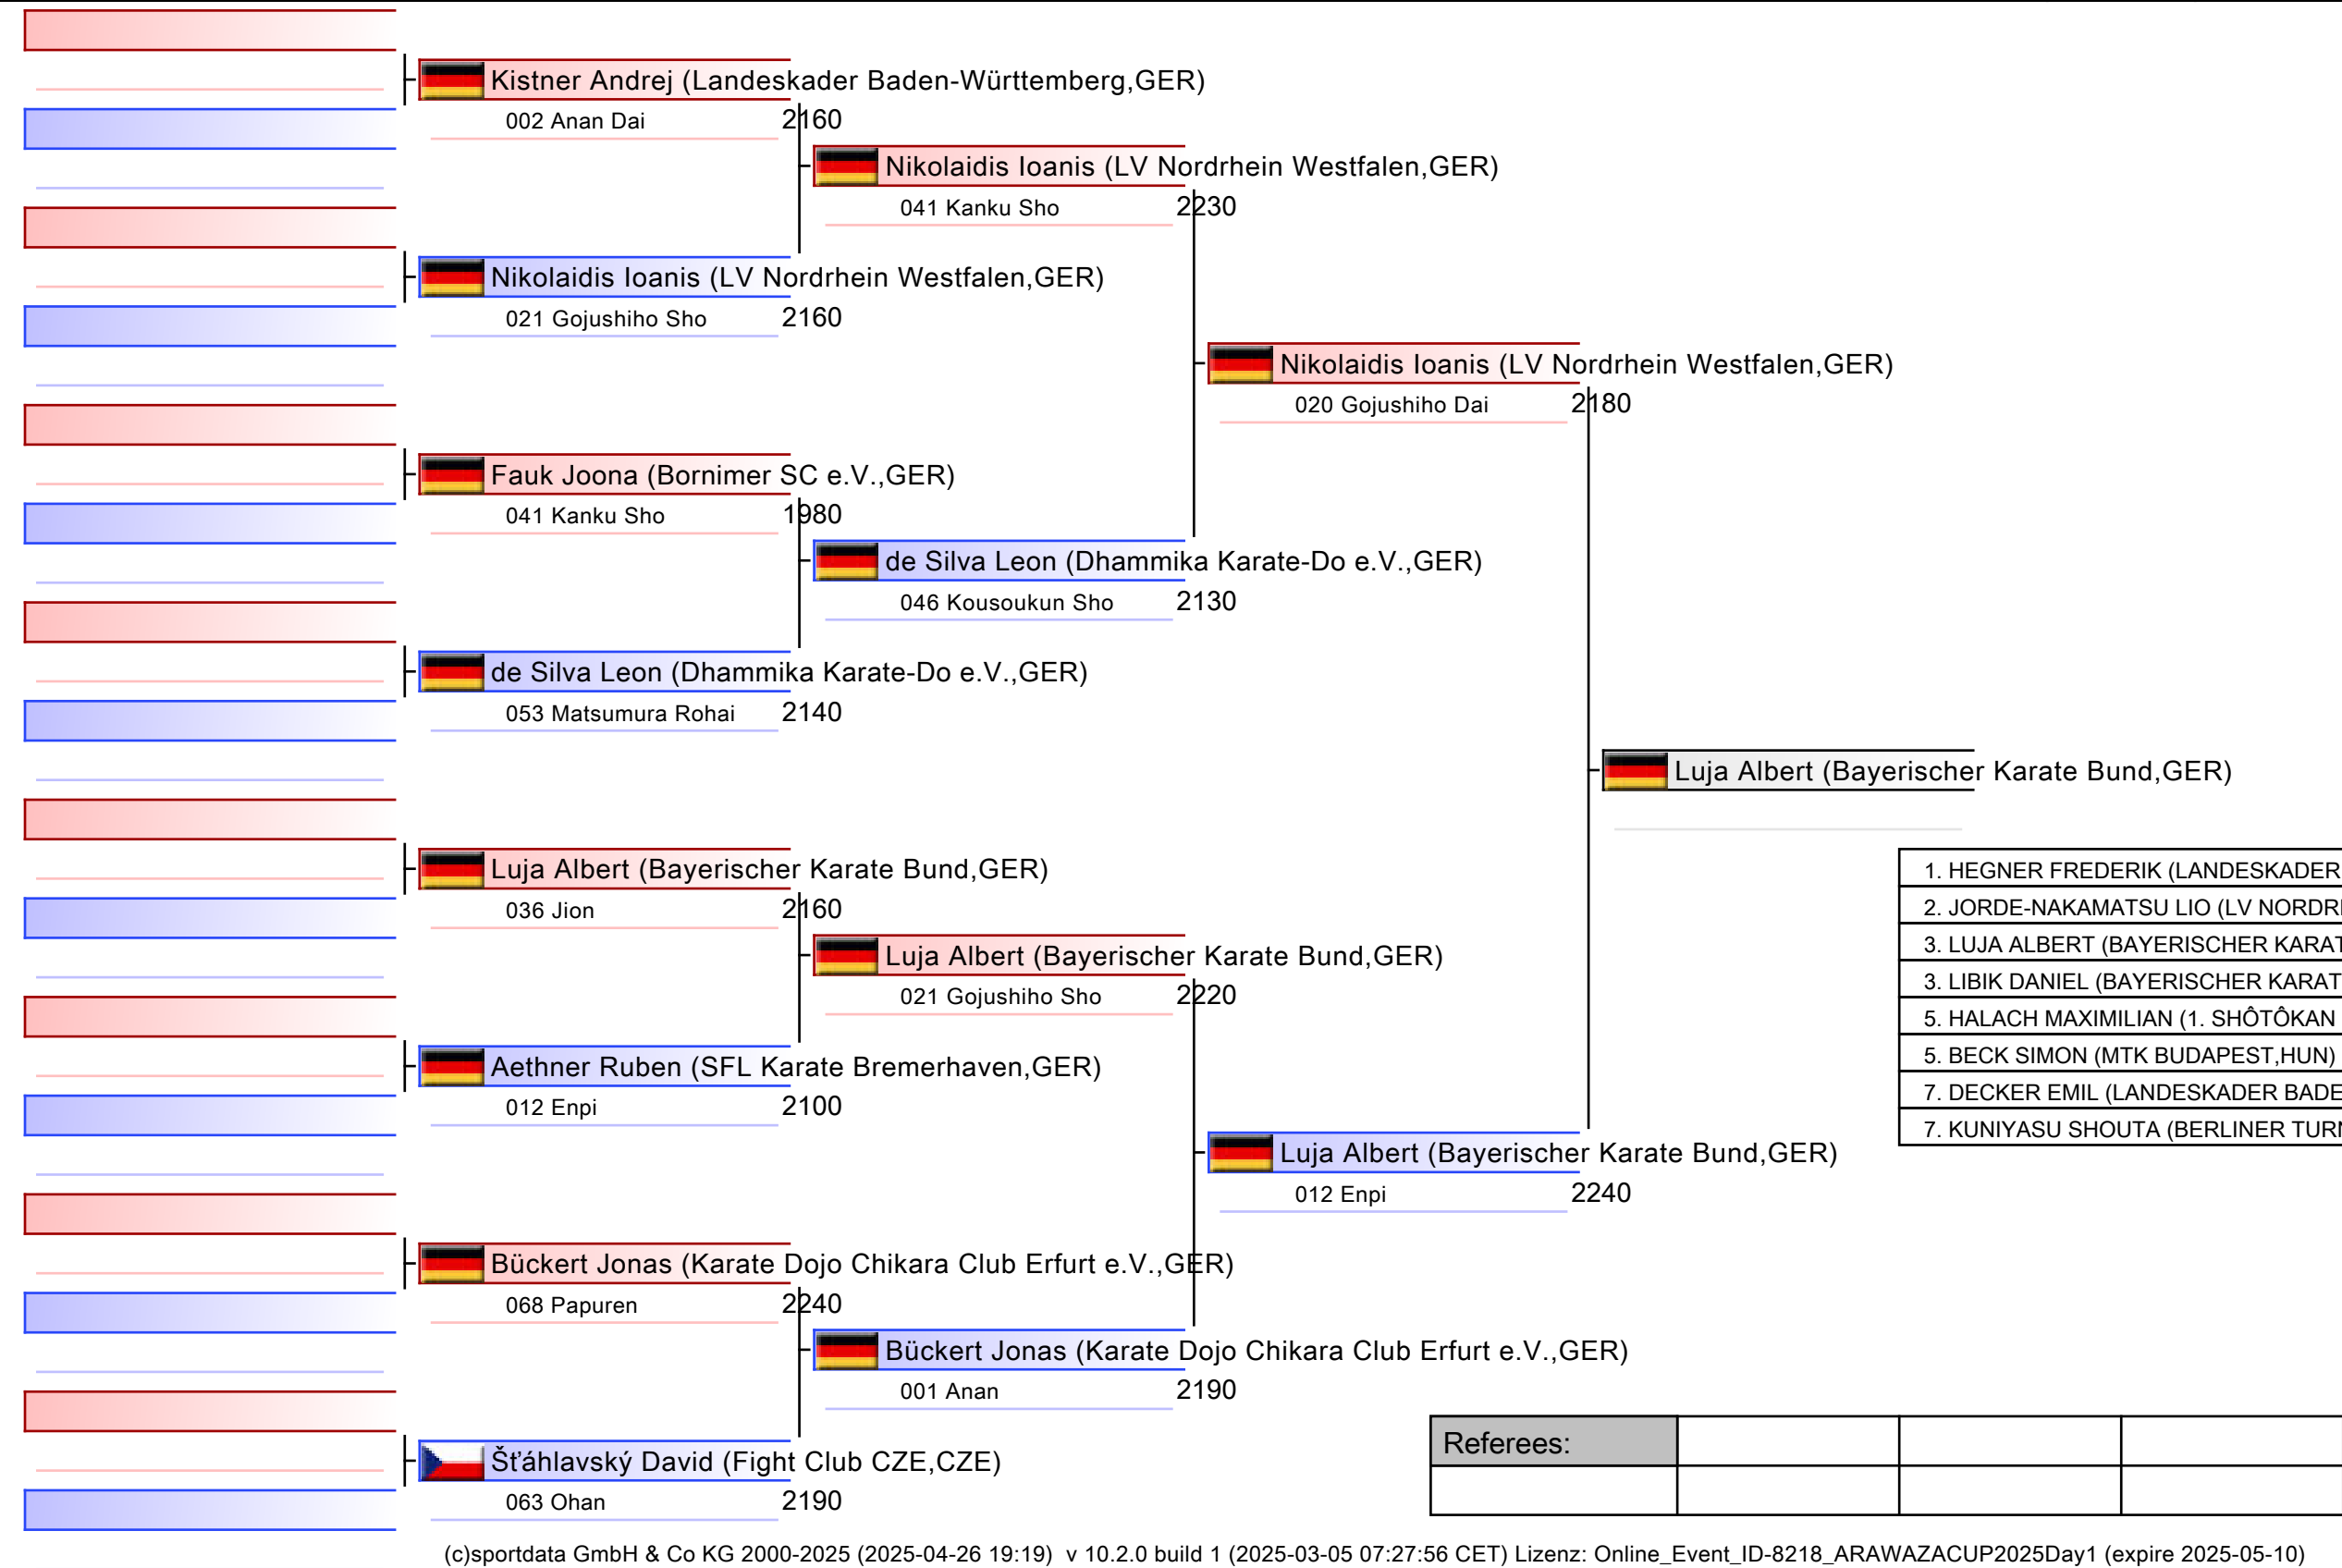 Kistner Andrej (Landeskader Baden-Württemberg,GER)
002 Anan Dai 2160
Nikolaidis Ioanis (LV Nordrhein Westfalen,GER)
041 Kanku Sho 2230
Nikolaidis Ioanis (LV Nordrhein Westfalen,GER)
021 Gojushiho Sho 2160
Nikolaidis Ioanis (LV Nordrhein Westfalen,GER)
020 Gojushiho Dai 2180
Fauk Joona (Bornimer SC e.V.,GER)
041 Kanku Sho 1980
de Silva Leon (Dhammika Karate-Do e.V.,GER)
046 Kousoukun Sho 2130
de Silva Leon (Dhammika Karate-Do e.V.,GER)
053 Matsumura Rohai 2140
Luja Albert (Bayerischer Karate Bund,GER)
Luja Albert (Bayerischer Karate Bund,GER)
036 Jion 2160
Luja Albert (Bayerischer Karate Bund,GER)
021 Gojushiho Sho 2220
Aethner Ruben (SFL Karate Bremerhaven,GER)
012 Enpi 2100
Luja Albert (Bayerischer Karate Bund,GER)
012 Enpi 2240
Bückert Jonas (Karate Dojo Chikara Club Erfurt e.V.,GER)
068 Papuren 2240
Bückert Jonas (Karate Dojo Chikara Club Erfurt e.V.,GER)
001 Anan 2190
Šťáhlavský David (Fight Club CZE,CZE)
063 Ohan 2190
1. HEGNER FREDERIK (LANDESKADER
2. JORDE-NAKAMATSU LIO (LV
3. LUJA ALBERT (BAYERISCHER
3. LIBIK DANIEL (BAYERISCHER
5. HALACH MAXIMILIAN (1. SHÔTÔKAN
5. BECK SIMON (MTK BUDAPEST,HUN)
7. DECKER EMIL (LANDESKADER
7. KUNIYASU SHOUTA (BERLINER
Referees:
(c)sportdata GmbH & Co KG 2000-2025 (2025-04-26 19:19) v 10.2.0 build 1 (2025-03-05 07:27:56 CET) Lizenz: Online_Event_ID-8218_ARAWAZACUP2025Day1 (expire 2025-05-10)